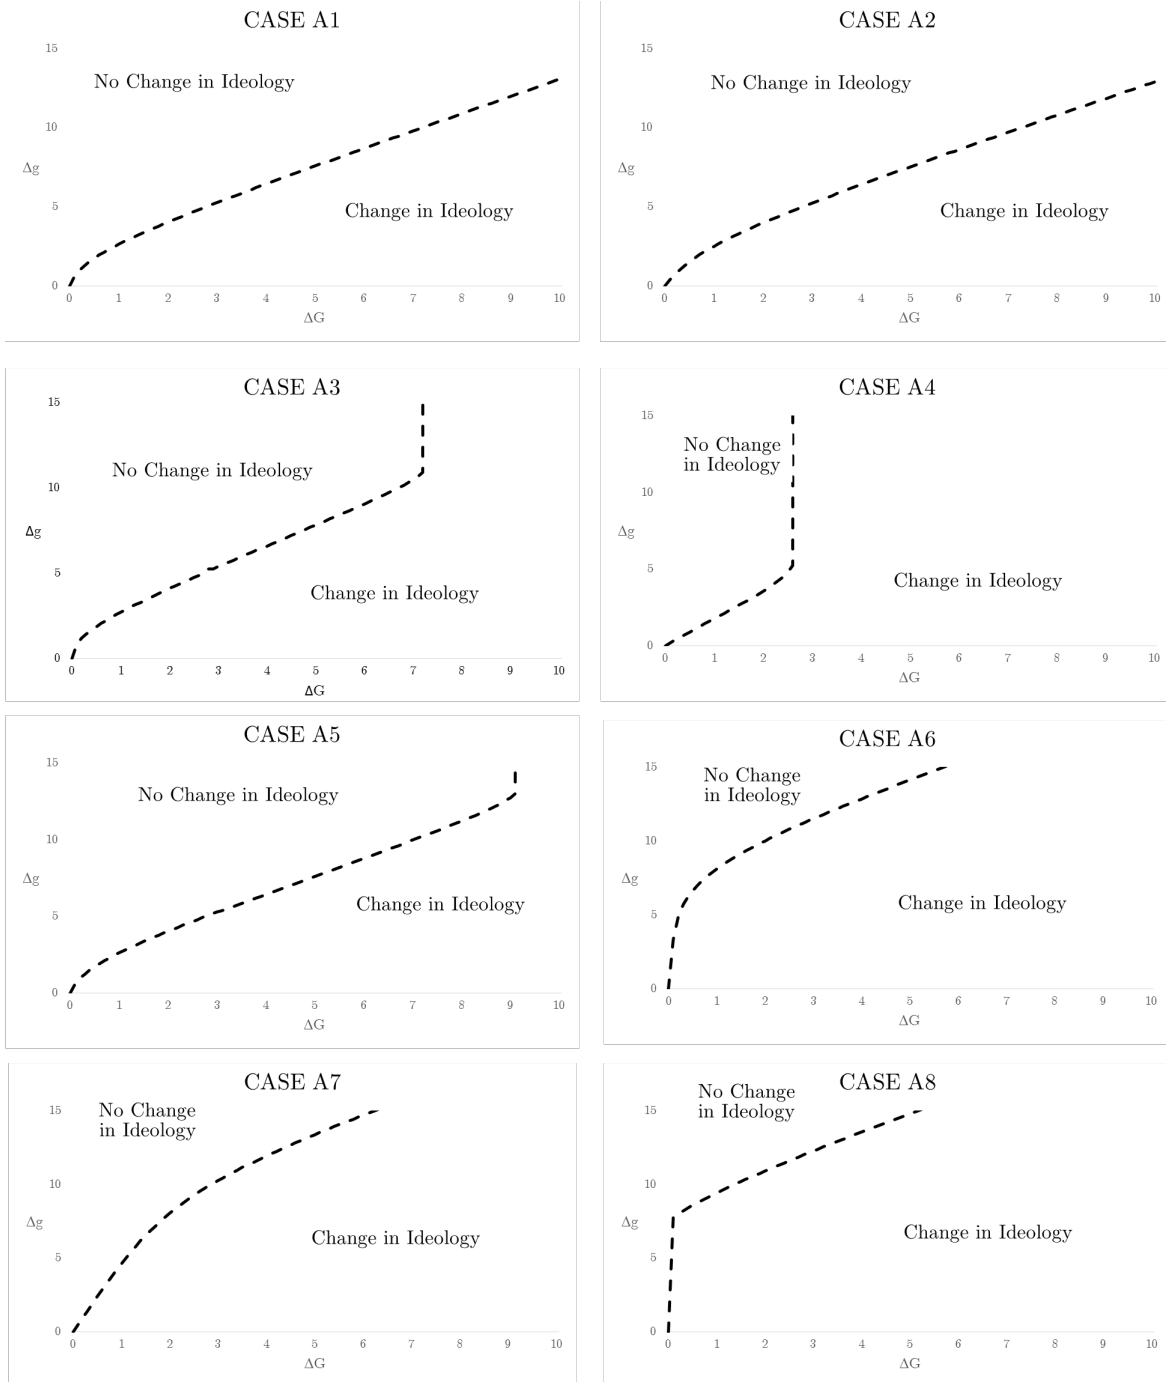 CASE A1
15
No Change in Ideology
10
Δg
5
Change in Ideology
0
0 1 2 3 4 5 6 7 8 9 10
ΔG
CASE A2
15
No Change in Ideology
10
Δg
5
Change in Ideology
0
0 1 2 3 4 5 6 7 8 9 10
ΔG
CASE A3
15
No Change in Ideology
10
Δg
5
Change in Ideology
0
0 1 2 3 4 5 6 7 8 9 10
ΔG
CASE A4
15
No Change
in Ideology
10
Δg
5
Change in Ideology
0
0 1 2 3 4 5 6 7 8 9 10
ΔG
CASE A5
15
No Change in Ideology
10
Δg
5
Change in Ideology
0
0 1 2 3 4 5 6 7 8 9 10
ΔG
CASE A6
15
No Change
in Ideology
10
Δg
5
Change in Ideology
0
0 1 2 3 4 5 6 7 8 9 10
ΔG
CASE A7
15
No Change
in Ideology
10
Δg
5
Change in Ideology
0
0 1 2 3 4 5 6 7 8 9 10
ΔG
CASE A8
No Change
in Ideology
15
10
Δg
5
Change in Ideology
0
0 1 2 3 4 5 6 7 8 9 10
ΔG